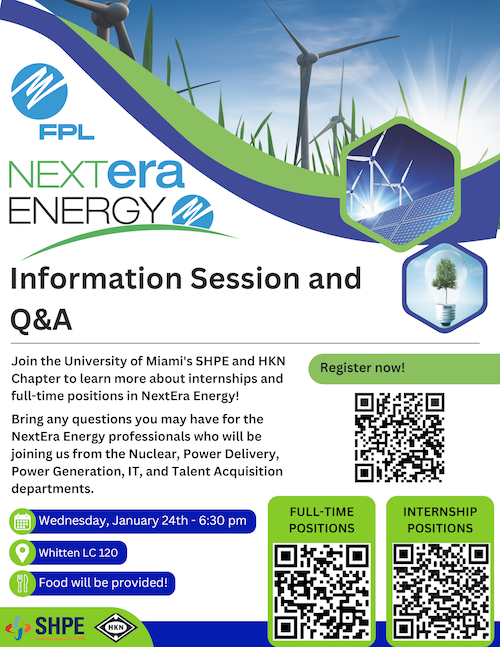 FPL
NEXTera
ENERGY
Information Session and
Q&A
Join the University of Miami's SHPE and HKN
Chapter to learn more about internships and
full-time positions in NextEra Energy!
Bring any questions you may have for the
NextEra Energy professionals who will be
joining us from the Nuclear, Power Delivery,
Power Generation, IT, and Talent Acquisition
departments.
Register now!
Wednesday, January 24th - 6:30 pm
Whitten LC 120
Food will be provided!
FULL-TIME
POSITIONS
INTERNSHIP
POSITIONS
SHPE
HKN